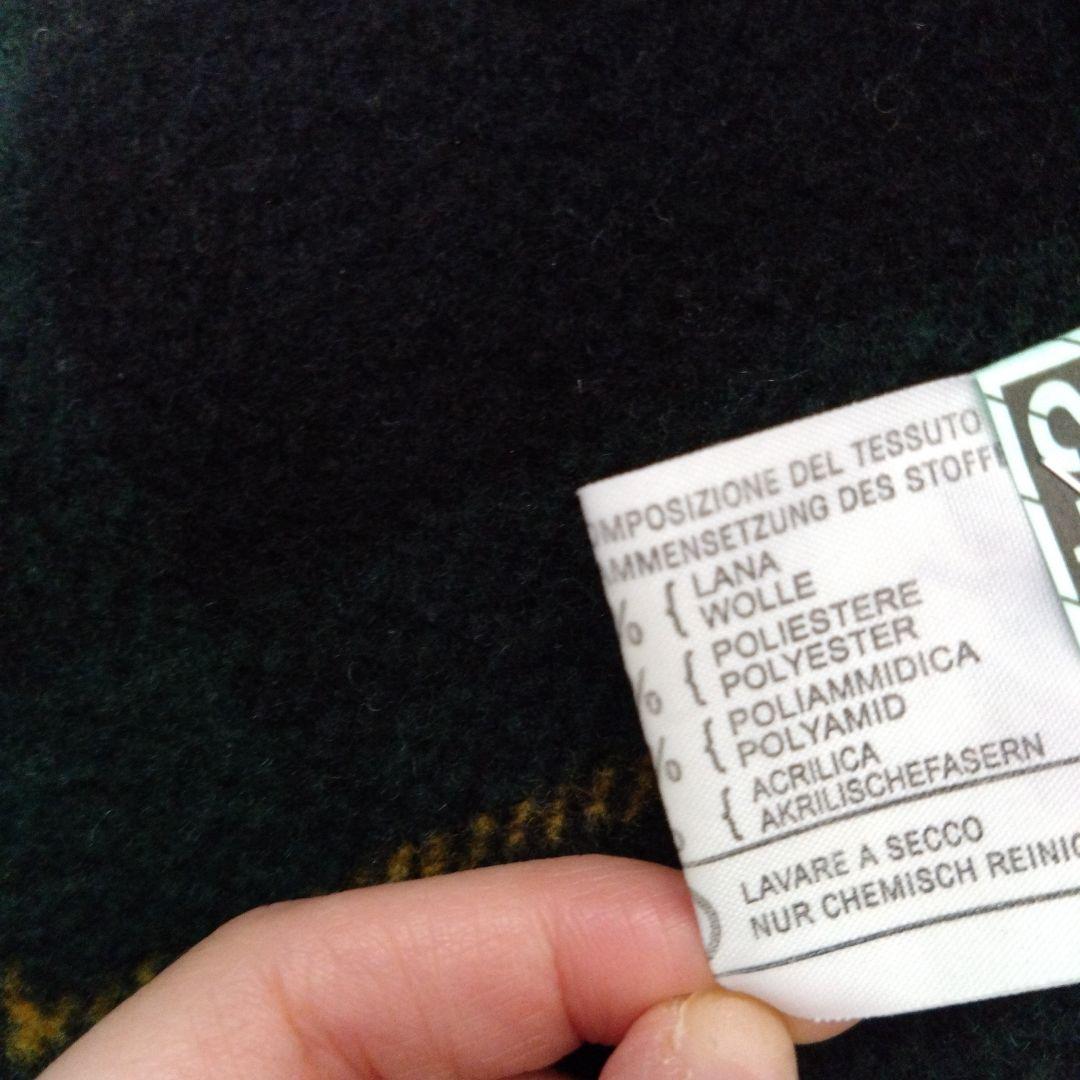 MPOSIZIONE DEL TESSUTO
MMENSETZUNG DES STOFF
% { LANA
WOLLE
% { POLIESTERE
POLYESTER
% { POLIAMMIDICA
POLYAMID
{ ACRILICA
AKRILISCHEFASERN
LAVARE A SECCO
NUR CHEMISCH REINIG